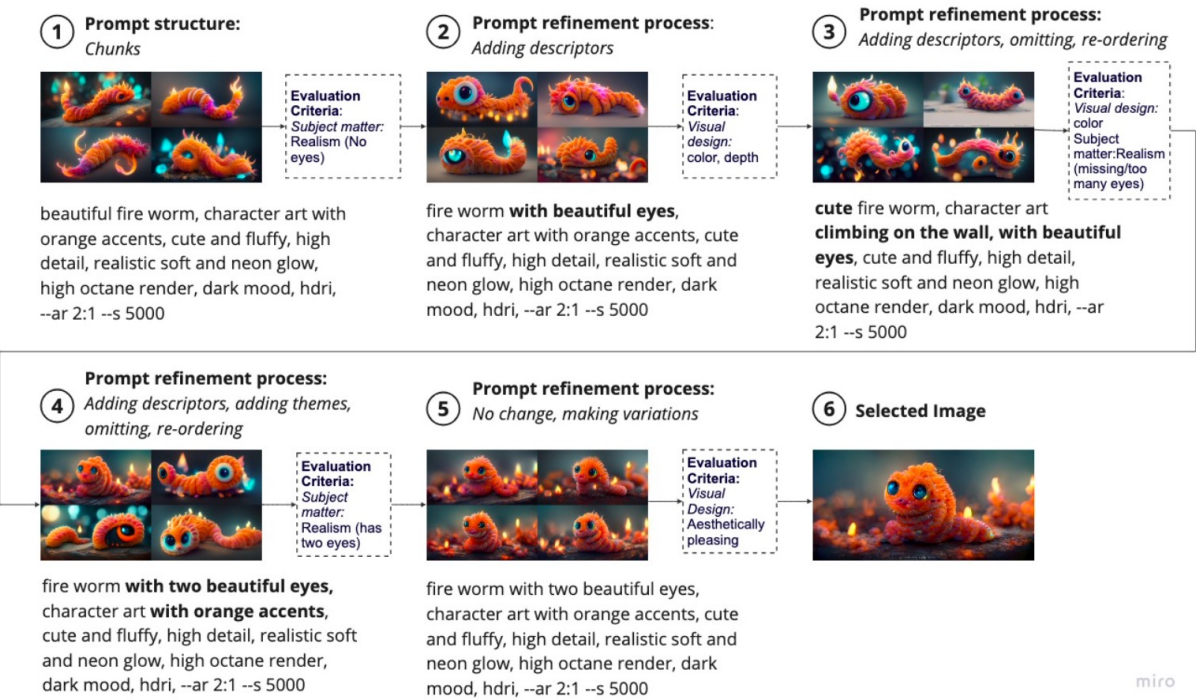 1
Prompt structure:
Chunks
Evaluation
Criteria:
Subject matter:
Realism (No
eyes)
beautiful fire worm, character art with
orange accents, cute and fluffy, high
detail, realistic soft and neon glow,
high octane render, dark mood, hdri,
--ar 2:1 --s 5000
2
Prompt refinement process:
Adding descriptors
Evaluation
Criteria:
Visual
design:
color, depth
fire worm with beautiful eyes,
character art with orange accents, cute
and fluffy, high detail, realistic soft and
neon glow, high octane render, dark
mood, hdri, --ar 2:1 --s 5000
3
Prompt refinement process:
Adding descriptors, omitting, re-ordering
Evaluation
Criteria:
Visual design:
color
Subject
matter:Realism
(missing/too
many eyes)
cute fire worm, character art
climbing on the wall, with beautiful
eyes, cute and fluffy, high detail,
realistic soft and neon glow, high
octane render, dark mood, hdri, --ar
2:1 --s 5000
4
Prompt refinement process:
Adding descriptors, adding themes,
omitting, re-ordering
Evaluation
Criteria:
Subject
matter:
Realism (has
two eyes)
fire worm with two beautiful eyes,
character art with orange accents,
cute and fluffy, high detail, realistic soft
and neon glow, high octane render,
dark mood, hdri, --ar 2:1 --s 5000
5
Prompt refinement process:
No change, making variations
Evaluation
Criteria:
Visual
Design:
Aesthetically
pleasing
fire worm with two beautiful eyes,
character art with orange accents, cute
and fluffy, high detail, realistic soft and
neon glow, high octane render, dark
mood, hdri, --ar 2:1 --s 5000
6
Selected Image
miro